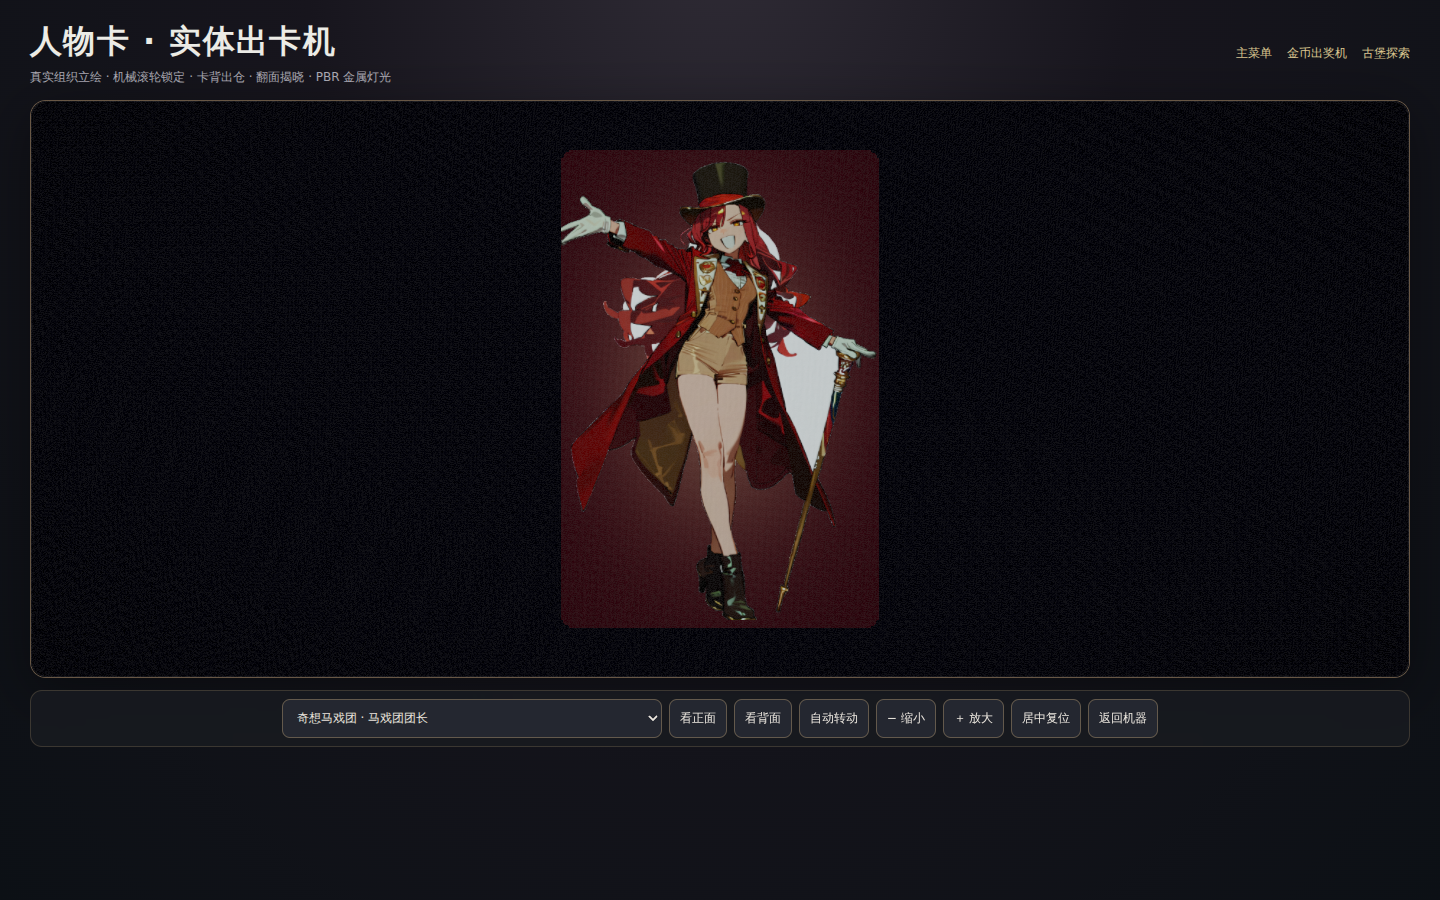 人物卡 · 实体出卡机
真实组织立绘 · 机械滚轮锁定 · 卡背出仓 · 翻面揭晓 · PBR 金属灯光
主菜单 金币出奖机 古堡探索
奇想马戏团 · 马戏团团长
看正面
看背面
自动转动
− 缩小
+ 放大
居中复位
返回机器